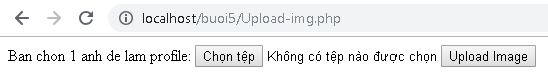 localhost/buoi5/Upload-img.php
Ban chon 1 anh de lam profile: Chọn tệp Không có tệp nào được chọn Upload Image